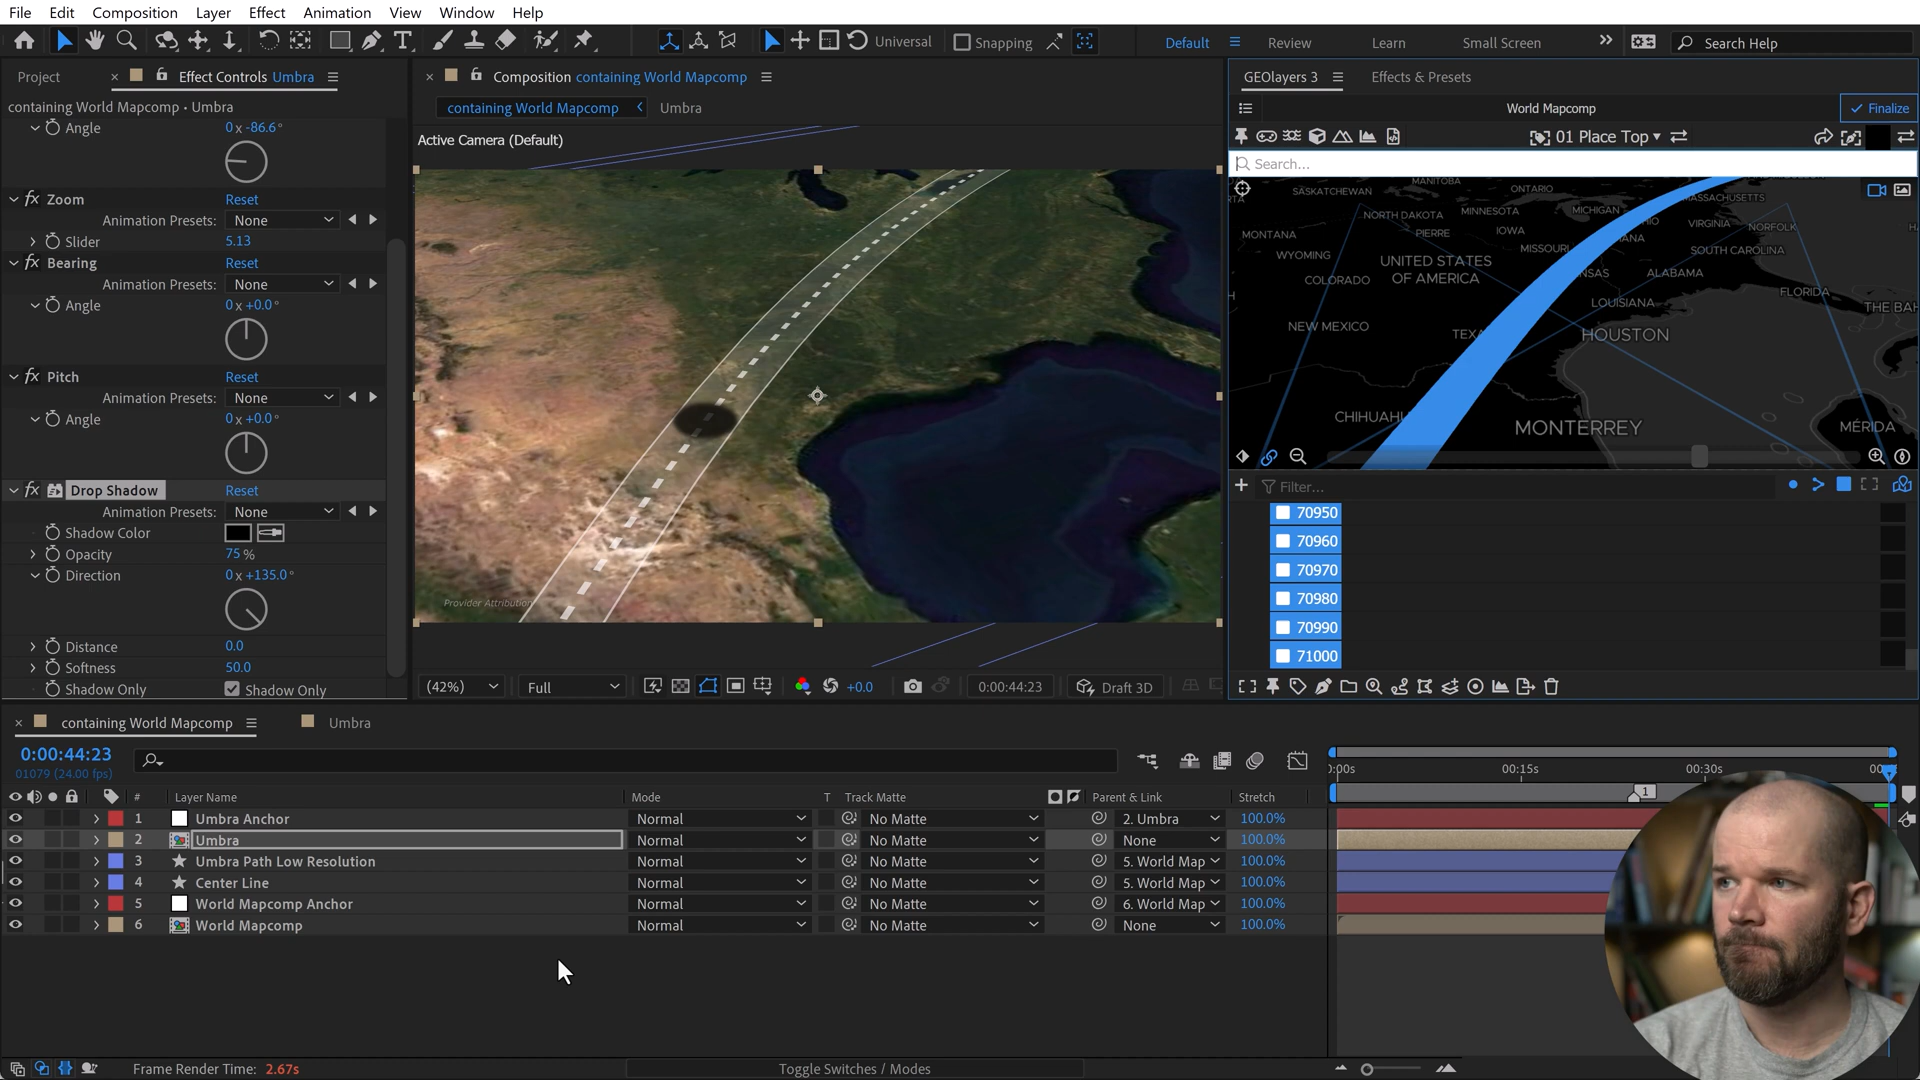 File Edit Composition Layer Effect Animation View Window Help
Universal Snapping Default Review Learn Small Screen Search Help
Project Effect Controls Umbra
containing World Mapcomp • Umbra
Angle 0 x -86.6°
Zoom Reset
Animation Presets: None
Slider 5.13
Bearing Reset
Animation Presets: None
Angle 0 x +0.0°
Pitch Reset
Animation Presets: None
Angle 0 x +0.0°
Drop Shadow Reset
Animation Presets: None
Shadow Color
Opacity 75 %
Direction 0 x +135.0°
Distance 0.0
Softness 50.0
Shadow Only Shadow Only
Composition containing World Mapcomp
containing World Mapcomp Umbra
Active Camera (Default)
Provider Attribution
(42%) Full +0.0 0:00:44:23 Draft 3D
GEOlayers 3 Effects & Presets
World Mapcomp Finalize
01 Place Top
Search...
SASKATCHEWAN MANITOBA ONTARIO
NORTH DAKOTA MINNESOTA MICHIGAN MASSACHUSETTS
MONTANA PIERRE IOWA VIRGINIA NORFOLK
WYOMING MISSOURI SOUTH CAROLINA
UNITED STATES
OF AMERICA
COLORADO ALABAMA
LOUISIANA FLORIDA
NEW MEXICO HOUSTON THE BAH
CHIHUAHU MONTERREY MÉRIDA
Filter...
70950
70960
70970
70980
70990
71000
containing World Mapcomp Umbra
0:00:44:23
01079 (24.00 fps)
# Layer Name Mode T Track Matte Parent & Link Stretch
1 Umbra Anchor Normal No Matte 2. Umbra 100.0%
2 Umbra Normal No Matte None 100.0%
3 Umbra Path Low Resolution Normal No Matte 5. World Map 100.0%
4 Center Line Normal No Matte 5. World Map 100.0%
5 World Mapcomp Anchor Normal No Matte 6. World Map 100.0%
6 World Mapcomp Normal No Matte None 100.0%
00s 00:15s 00:30s 00:
1
Frame Render Time: 2.67s Toggle Switches / Modes